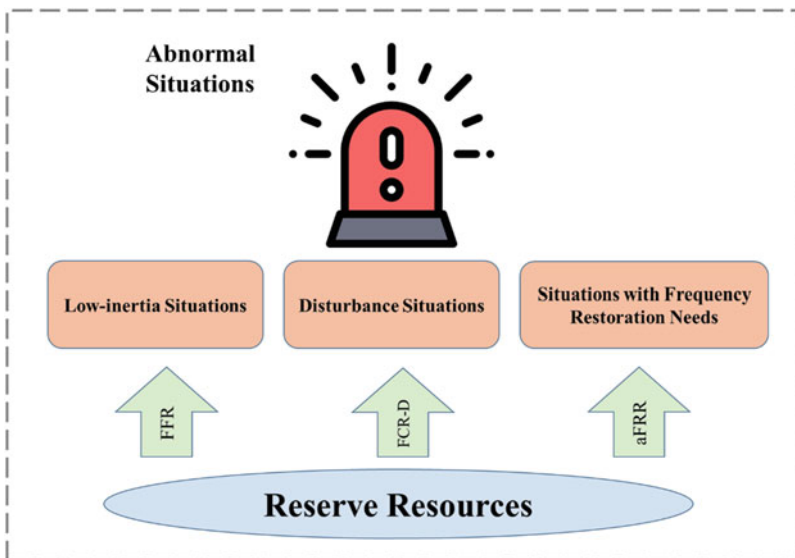 Abnormal
Situations
Low-inertia Situations
Disturbance Situations
Situations with Frequency
Restoration Needs
FFR
FCR-D
aFRR
Reserve Resources